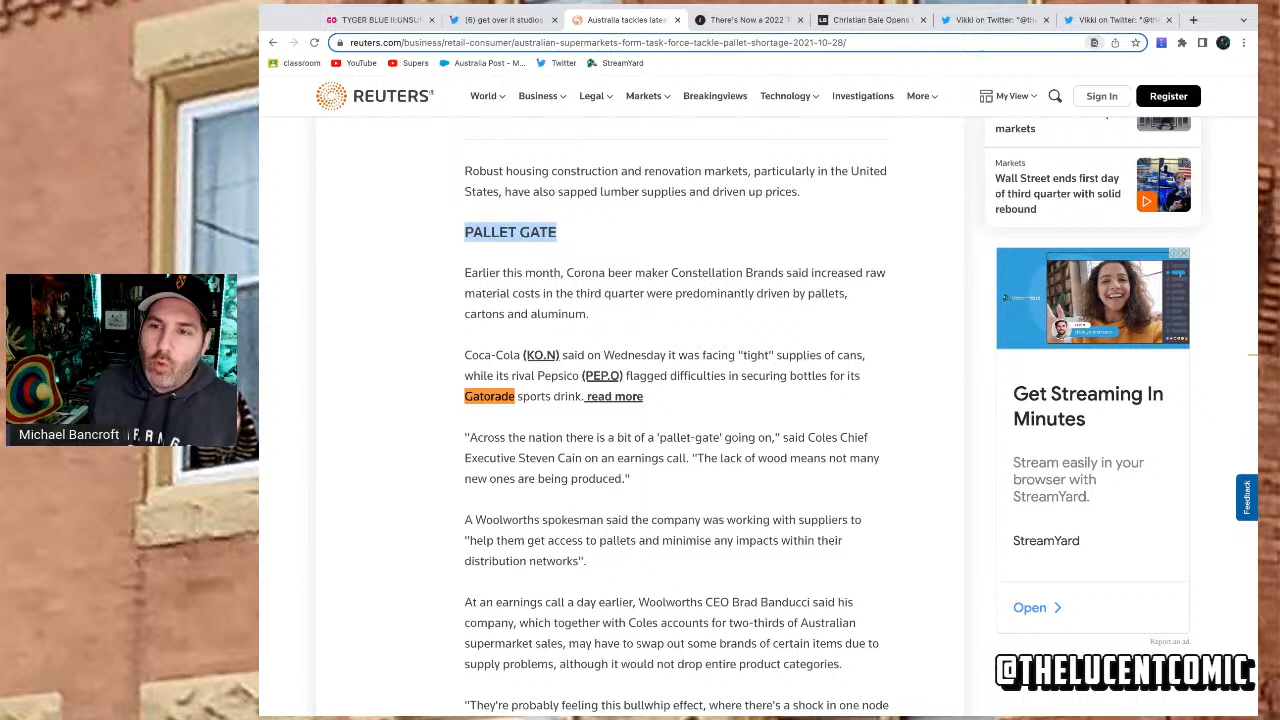 TYGER BLUE II:UNSUN
(6) get over it studios
Australia tackles lates
There's Now a 2022 T
Christian Bale Opens
Vikki on Twitter: "@th
Vikki on Twitter: "@tho
reuters.com/business/retail-consumer/australian-supermarkets-form-task-force-tackle-pallet-shortage-2021-10-28/
classroom
YouTube
Supers
Australia Post – M...
Twitter
StreamYard
REUTERS
World
Business
Legal
Markets
Breakingviews
Technology
Investigations
More
My View
Sign In
Register
markets
Markets
Wall Street ends first day
of third quarter with solid
rebound
Robust housing construction and renovation markets, particularly in the United
States, have also sapped lumber supplies and driven up prices.
PALLET GATE
Earlier this month, Corona beer maker Constellation Brands said increased raw
material costs in the third quarter were predominantly driven by pallets,
cartons and aluminum.
Coca-Cola (KO.N) said on Wednesday it was facing "tight" supplies of cans,
while its rival Pepsico (PEP.O) flagged difficulties in securing bottles for its
Gatorade sports drink. read more
"Across the nation there is a bit of a 'pallet-gate' going on," said Coles Chief
Executive Steven Cain on an earnings call. "The lack of wood means not many
new ones are being produced."
A Woolworths spokesman said the company was working with suppliers to
"help them get access to pallets and minimise any impacts within their
distribution networks".
At an earnings call a day earlier, Woolworths CEO Brad Banducci said his
company, which together with Coles accounts for two-thirds of Australian
supermarket sales, may have to swap out some brands of certain items due to
supply problems, although it would not drop entire product categories.
"They're probably feeling this bullwhip effect, where there's a shock in one node
StreamYard
Get Streaming In
Minutes
Stream easily in your
browser with
StreamYard.
StreamYard
Open
Report an ad
Feedback
Michael Bancroft
@THELUCENTCOMIC